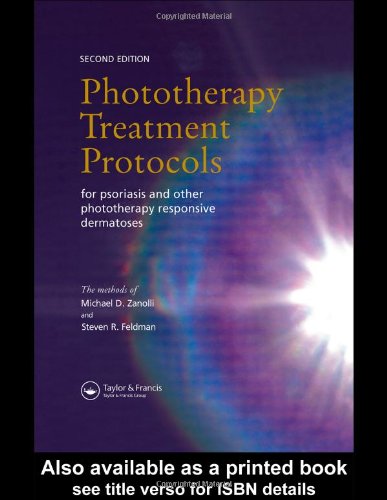 Copyrighted Material
SECOND EDITION
Phototherapy
Treatment
Protocols
for psoriasis and other
phototherapy responsive
dermatoses
The methods of
Michael D. Zanolli
and
Steven R. Feldman
Taylor & Francis
Taylor & Francis Group
Copyrighted Material
Also available as a printed book
see title verso for ISBN details